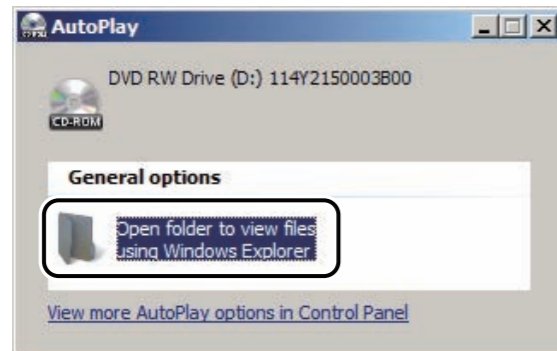 AutoPlay
DVD RW Drive (D:) 114Y2150003B00
CD-ROM
General options
Open folder to view files
using Windows Explorer
View more AutoPlay options in Control Panel